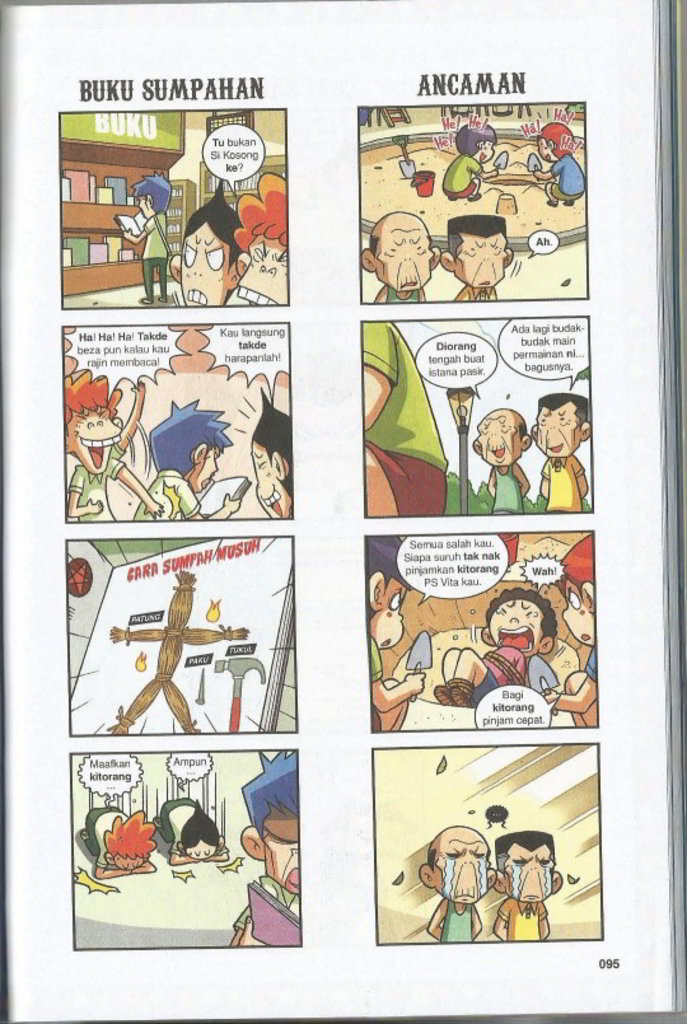 BUKU SUMPAHAN
BUKU
Tu bukan
Si Kosong
ke?
Ha! Ha! Ha! Takde
beza pun kalau kau
rajin membaca!
Kau langsung
takde
harapanlah!
CARA SUMPAH MUSUH
PATUNG
PAKU
TUKUL
Maafkan
kitorang
...
Ampun
...
ANCAMAN
He! He!
He!
Ha!
Ha!
Ha!
Ah.
Diorang
tengah buat
istana pasir.
Ada lagi budak-
budak main
permainan ni...
bagusnya.
Semua salah kau.
Siapa suruh tak nak
pinjamkan kitorang
PS Vita kau.
Wah!
Bagi
kitorang
pinjam cepat.
095